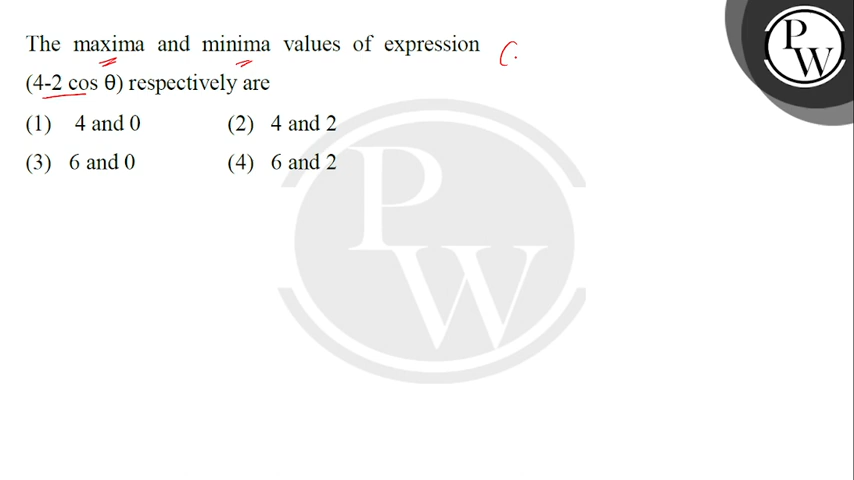 The maxima and minima values of expression
(4-2 cos θ) respectively are
(1) 4 and 0 (2) 4 and 2
(3) 6 and 0 (4) 6 and 2
P
W
P
W